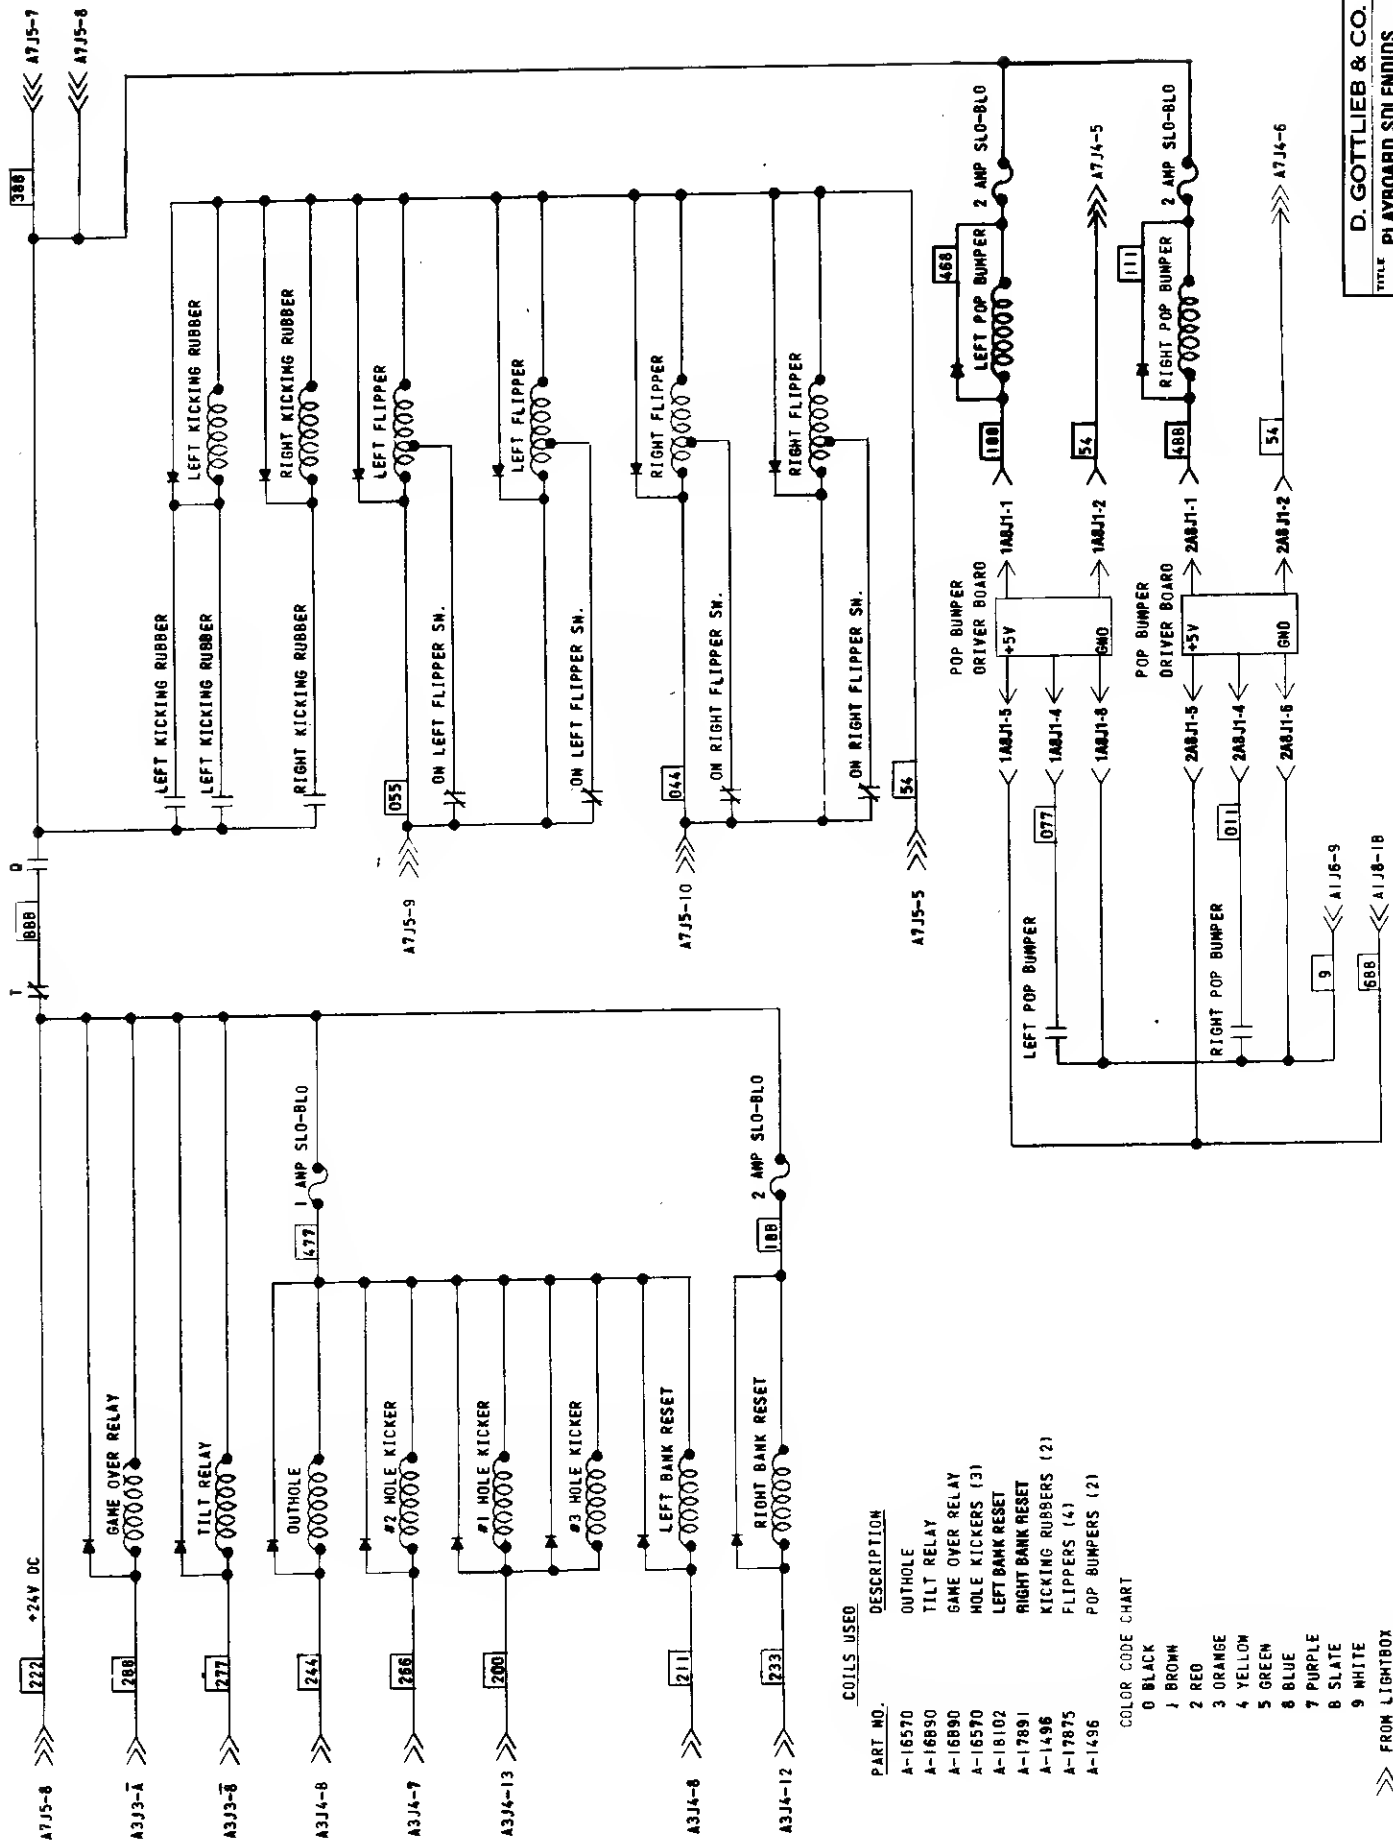 A7J5-8
222
+24V DC
T
888
Q
388
A7J5-7
A7J5-8
A3J3-A
288
GAME OVER RELAY
A3J3-B
277
TILT RELAY
A3J4-8
244
OUTHOLE
477
1 AMP SLO-BLO
A3J4-7
266
#2 HOLE KICKER
A3J4-13
200
#1 HOLE KICKER
#3 HOLE KICKER
A3J4-8
211
LEFT BANK RESET
A3J4-12
233
RIGHT BANK RESET
188
2 AMP SLO-BLO
LEFT KICKING RUBBER
LEFT KICKING RUBBER
LEFT KICKING RUBBER
RIGHT KICKING RUBBER
RIGHT KICKING RUBBER
A7J5-9
055
LEFT FLIPPER
ON LEFT FLIPPER SW.
LEFT FLIPPER
ON LEFT FLIPPER SW.
A7J5-10
044
RIGHT FLIPPER
ON RIGHT FLIPPER SW.
RIGHT FLIPPER
ON RIGHT FLIPPER SW.
A7J5-5
54
POP BUMPER
DRIVER BOARD
1A8J1-5
+5V
1A8J1-1
188
468
LEFT POP BUMPER
2 AMP SLO-BLO
LEFT POP BUMPER
077
1A8J1-4
1A8J1-6
GND
1A8J1-2
54
A7J4-5
POP BUMPER
DRIVER BOARD
2A8J1-5
+5V
2A8J1-1
488
111
RIGHT POP BUMPER
2 AMP SLO-BLO
RIGHT POP BUMPER
011
2A8J1-4
2A8J1-6
GND
2A8J1-2
54
A7J4-6
9
A1J6-9
688
A1J8-18
COILS USED
PART NO. DESCRIPTION
A-16570 OUTHOLE
A-16890 TILT RELAY
A-16890 GAME OVER RELAY
A-16570 HOLE KICKERS (3)
A-18102 LEFT BANK RESET
A-17891 RIGHT BANK RESET
A-1496 KICKING RUBBERS (2)
A-17875 FLIPPERS (4)
A-1496 POP BUMPERS (2)
COLOR CODE CHART
0 BLACK
1 BROWN
2 RED
3 ORANGE
4 YELLOW
5 GREEN
6 BLUE
7 PURPLE
8 SLATE
9 WHITE
FROM LIGHTBOX
D. GOTTLIEB & CO.
TITLE PLAYBOARD SOLENOIDS